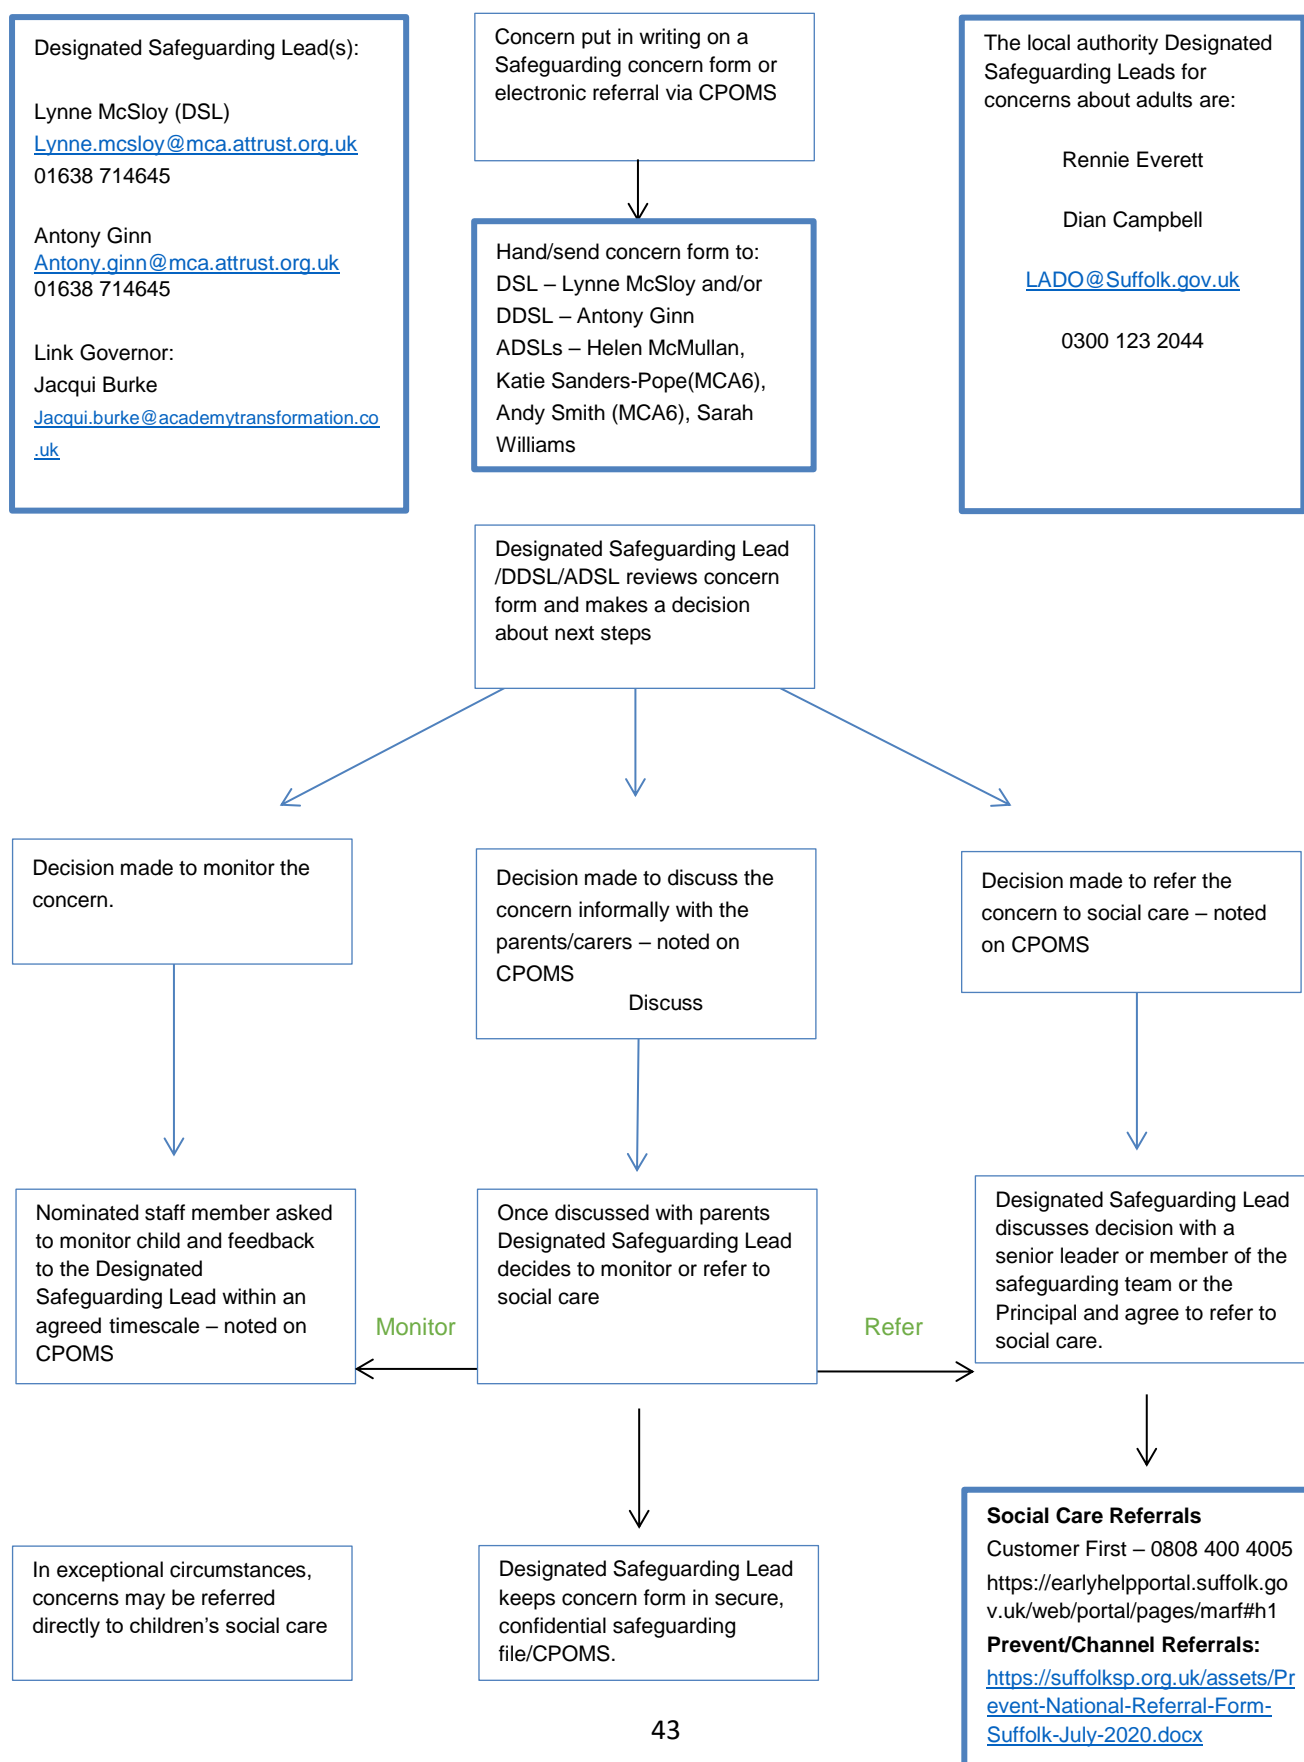 Designated Safeguarding Lead(s):
Lynne McSloy (DSL)
Lynne.mcsloy@mca.attrust.org.uk
01638 714645
Antony Ginn
Antony.ginn@mca.attrust.org.uk
01638 714645
Link Governor:
Jacqui Burke
Jacqui.burke@academytransformation.co
.uk
Concern put in writing on a
Safeguarding concern form or
electronic referral via CPOMS
The local authority Designated
Safeguarding Leads for
concerns about adults are:
Rennie Everett
Dian Campbell
LADO@Suffolk.gov.uk
0300 123 2044
Hand/send concern form to:
DSL – Lynne McSloy and/or
DDSL – Antony Ginn
ADSLs – Helen McMullan,
Katie Sanders-Pope(MCA6),
Andy Smith (MCA6), Sarah
Williams
Designated Safeguarding Lead
/DDSL/ADSL reviews concern
form and makes a decision
about next steps
Decision made to monitor the
concern.
Decision made to discuss the
concern informally with the
parents/carers – noted on
CPOMS
Discuss
Decision made to refer the
concern to social care – noted
on CPOMS
Nominated staff member asked
to monitor child and feedback
to the Designated
Safeguarding Lead within an
agreed timescale – noted on
CPOMS
Monitor
Once discussed with parents
Designated Safeguarding Lead
decides to monitor or refer to
social care
Refer
Designated Safeguarding Lead
discusses decision with a
senior leader or member of the
safeguarding team or the
Principal and agree to refer to
social care.
In exceptional circumstances,
concerns may be referred
directly to children’s social care
Designated Safeguarding Lead
keeps concern form in secure,
confidential safeguarding
file/CPOMS.
Social Care Referrals
Customer First – 0808 400 4005
https://earlyhelpportal.suffolk.go
v.uk/web/portal/pages/marf#h1
Prevent/Channel Referrals:
https://suffolksp.org.uk/assets/Pr
event-National-Referral-Form-
Suffolk-July-2020.docx
43